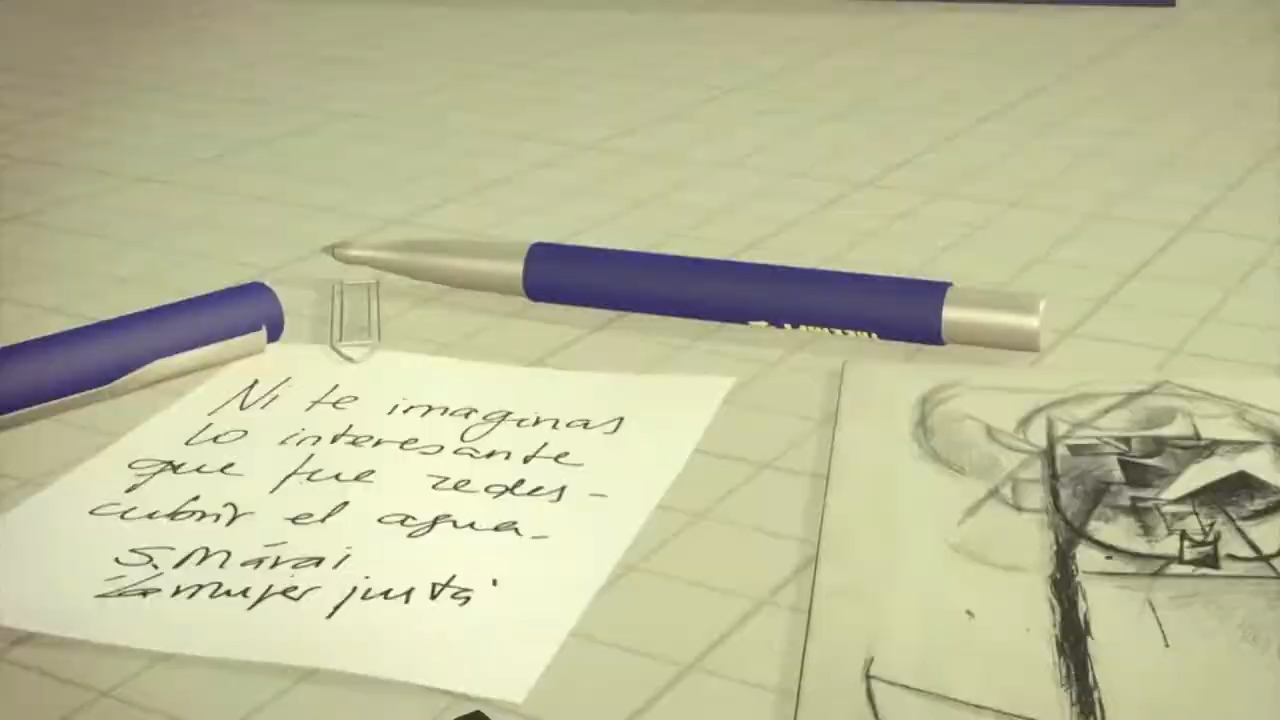 Ni te imaginas
lo interesante
que fue redes-
cubrir el agua.
S. Márai
"La mujer justa"